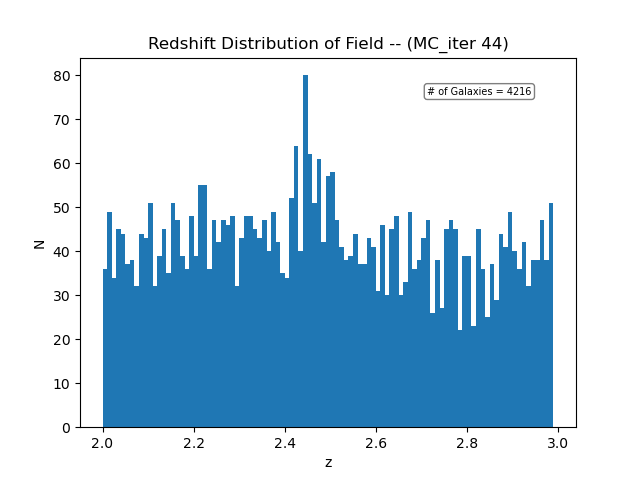 Redshift Distribution of Field -- (MC_iter 44)
# of Galaxies = 4216
80
70
60
50
40
30
20
10
0
N
2.0 2.2 2.4 2.6 2.8 3.0
z